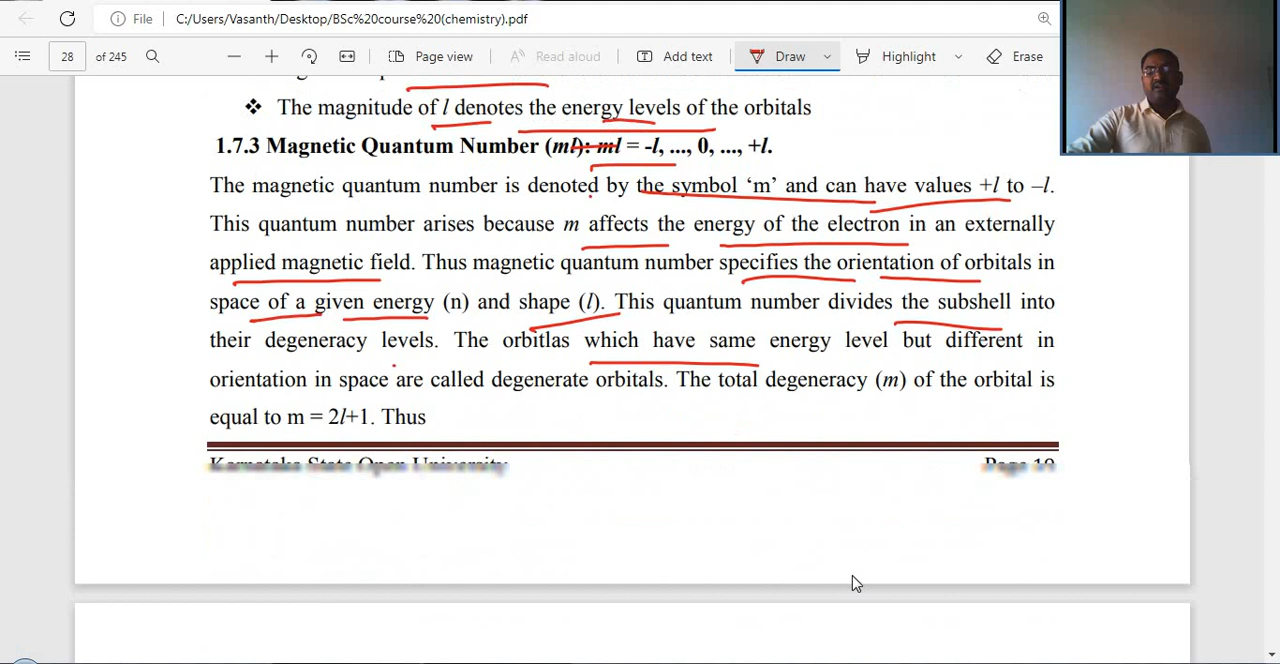 File C:/Users/Vasanth/Desktop/BSc%20course%20(chemistry).pdf
28 of 245 Page view Read aloud Add text Draw Highlight Erase
❖ The magnitude of l denotes the energy levels of the orbitals
1.7.3 Magnetic Quantum Number (ml): ml = -l, ..., 0, ..., +l.
The magnetic quantum number is denoted by the symbol ‘m’ and can have values +l to –l.
This quantum number arises because m affects the energy of the electron in an externally
applied magnetic field. Thus magnetic quantum number specifies the orientation of orbitals in
space of a given energy (n) and shape (l). This quantum number divides the subshell into
their degeneracy levels. The orbitlas which have same energy level but different in
orientation in space are called degenerate orbitals. The total degeneracy (m) of the orbital is
equal to m = 2l+1. Thus
Karnataka State Open University Page 19